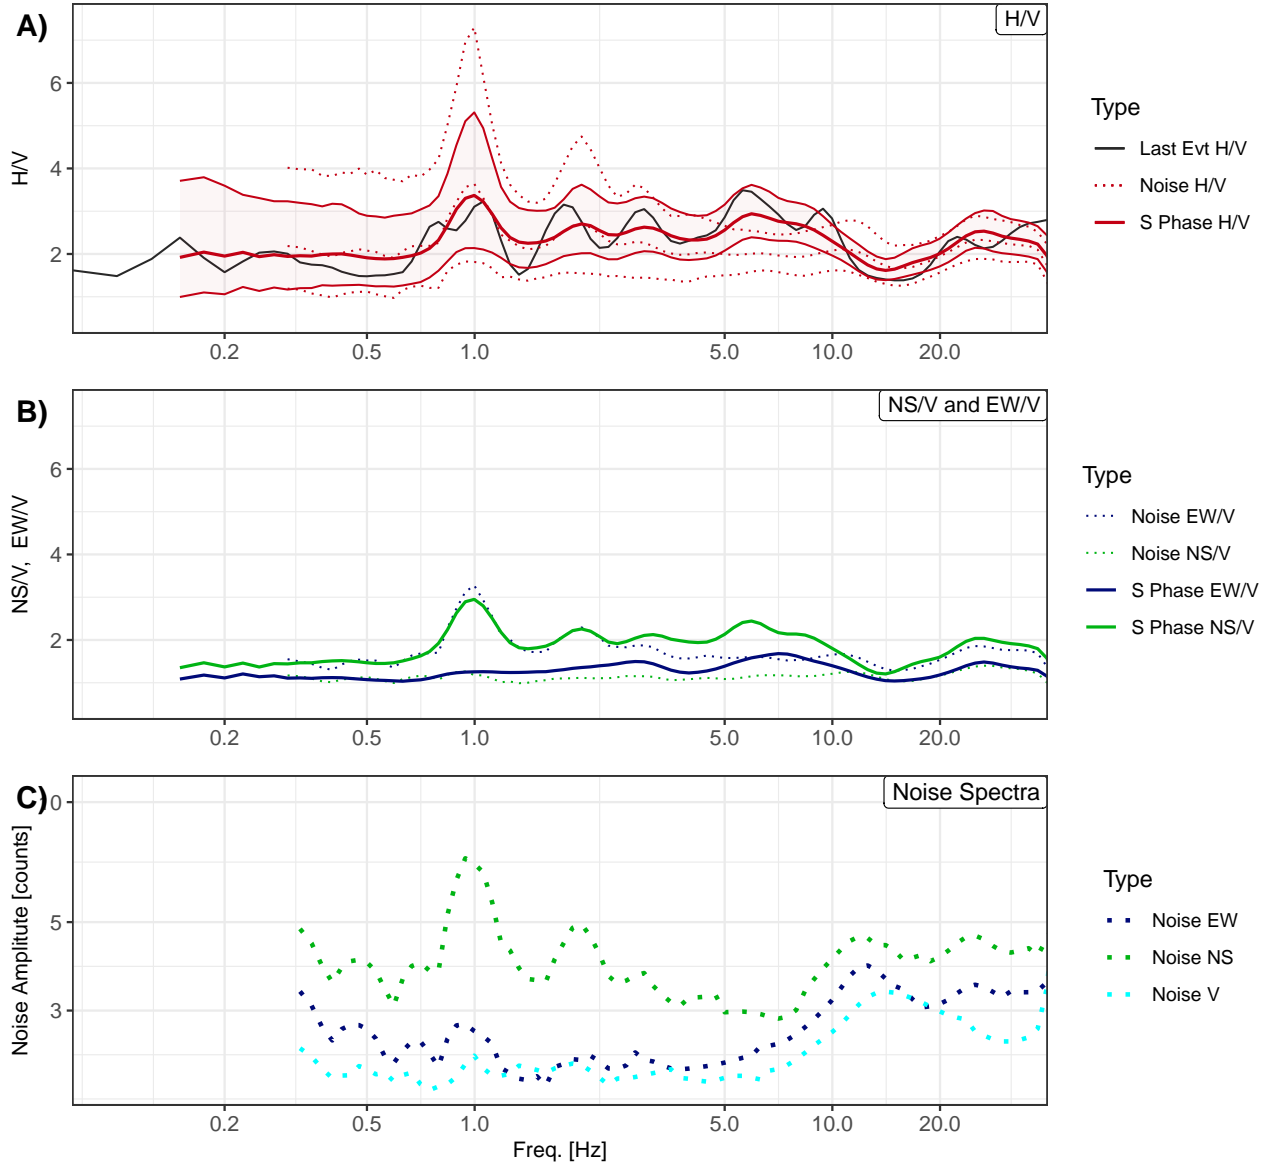 A)
H/V
6
4
2
H/V
0.2 0.5 1.0 5.0 10.0 20.0
Type
Last Evt H/V
Noise H/V
S Phase H/V
B)
NS/V and EW/V
6
4
2
NS/V, EW/V
0.2 0.5 1.0 5.0 10.0 20.0
Type
Noise EW/V
Noise NS/V
S Phase EW/V
S Phase NS/V
C)
Noise Spectra
0
5
3
Noise Amplitude [counts]
0.2 0.5 1.0 5.0 10.0 20.0
Freq. [Hz]
Type
Noise EW
Noise NS
Noise V